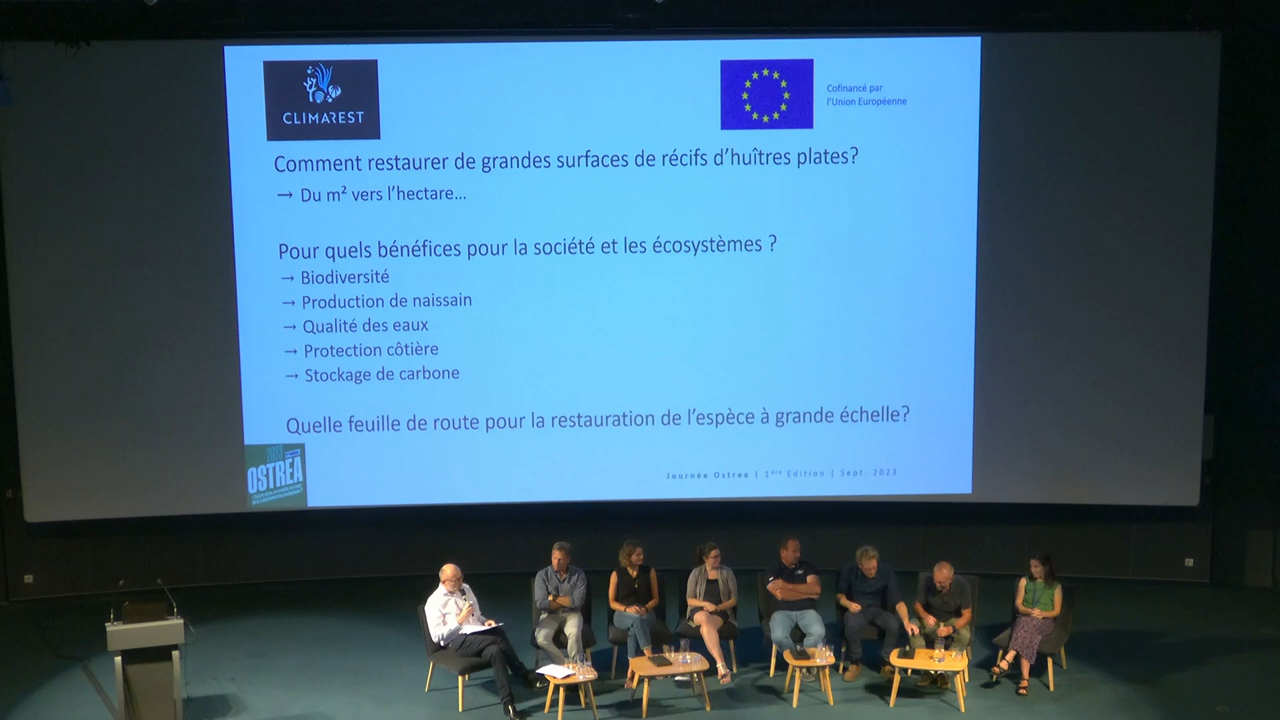 CLIMAREST
Cofinancé par
l'Union Européenne
Comment restaurer de grandes surfaces de récifs d'huîtres plates?
→ Du m² vers l'hectare...
Pour quels bénéfices pour la société et les écosystèmes ?
→ Biodiversité
→ Production de naissain
→ Qualité des eaux
→ Protection côtière
→ Stockage de carbone
Quelle feuille de route pour la restauration de l'espèce à grande échelle?
OSTREA
Journée Ostrea | 1ère Edition | Sept. 2023